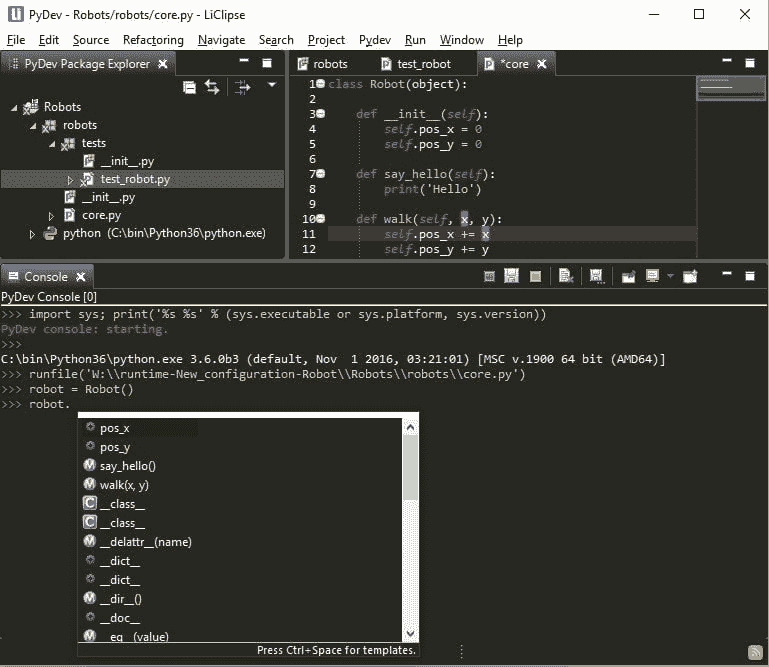 PyDev - Robots/robots/core.py - LiClipse
File Edit Source Refactoring Navigate Search Project Pydev Run Window Help
PyDev Package Explorer
Robots
robots
tests
__init__.py
test_robot.py
__init__.py
core.py
python (C:\bin\Python36\python.exe)
robots test_robot *core
1 class Robot(object):
2
3 def __init__(self):
4 self.pos_x = 0
5 self.pos_y = 0
6
7 def say_hello(self):
8 print('Hello')
9
10 def walk(self, x, y):
11 self.pos_x += x
12 self.pos_y += y
Console
PyDev Console [0]
>>> import sys; print('%s %s' % (sys.executable or sys.platform, sys.version))
PyDev console: starting.
>>>
C:\bin\Python36\python.exe 3.6.0b3 (default, Nov  1 2016, 03:21:01) [MSC v.1900 64 bit (AMD64)]
>>> runfile('W:\\runtime-New_configuration-Robot\\Robots\\robots\\core.py')
>>> robot = Robot()
>>> robot.
pos_x
pos_y
M say_hello()
M walk(x, y)
C __class__
C __class__
M __delattr__(name)
__dict__
__dict__
M __dir__()
__doc__
M __eq__(value)
Press Ctrl+Space for templates.